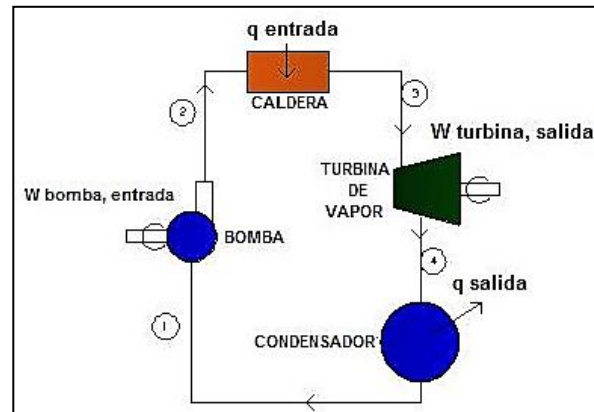 q entrada
CALDERA
2
3
W turbina, salida
TURBINA
DE
VAPOR
W bomba, entrada
BOMBA
4
q salida
1
CONDENSADOR